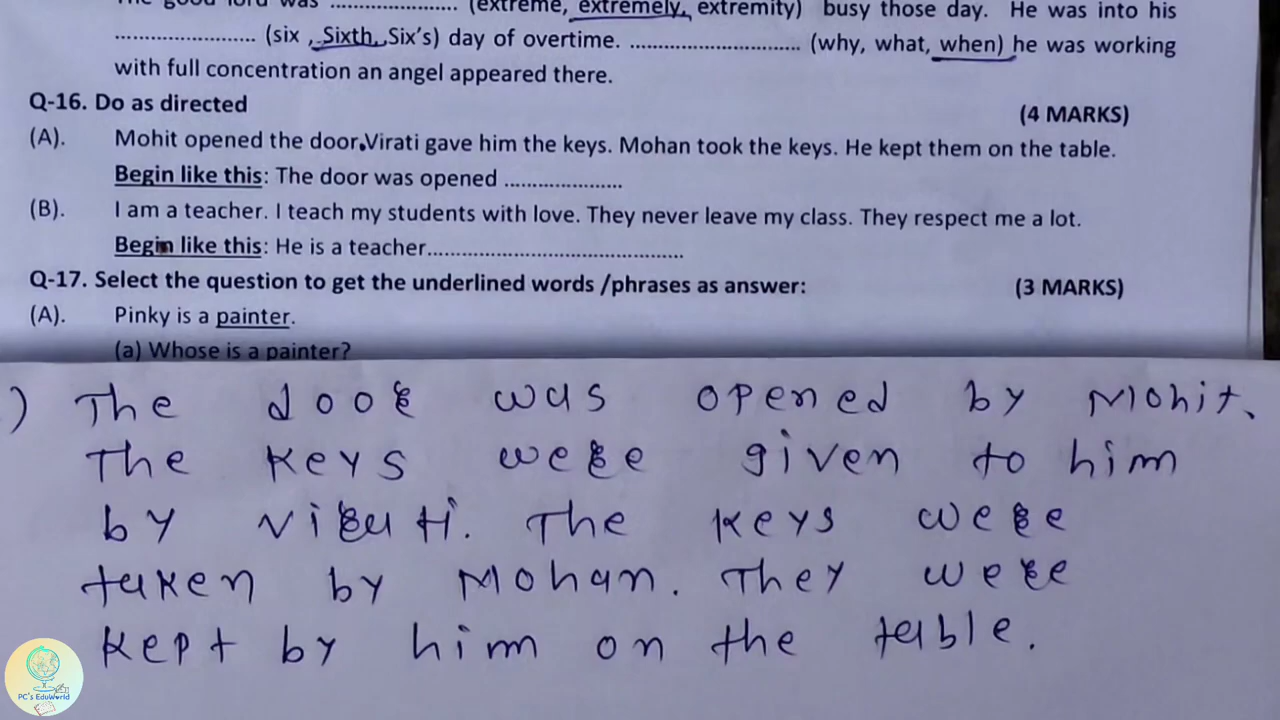 The good lord was ........................... (extreme, extremely, extremity) busy those day. He was into his
.............................. (six , Sixth, Six's) day of overtime. .................................... (why, what, when) he was working
with full concentration an angel appeared there.
Q-16. Do as directed (4 MARKS)
(A). Mohit opened the door. Virati gave him the keys. Mohan took the keys. He kept them on the table.
Begin like this: The door was opened ......................
(B). I am a teacher. I teach my students with love. They never leave my class. They respect me a lot.
Begin like this: He is a teacher.................................................
Q-17. Select the question to get the underlined words /phrases as answer: (3 MARKS)
(A). Pinky is a painter.
(a) Whose is a painter?
) The door was opened by Mohit.
The keys were given to him
by virati. The keys were
taken by Mohan. They were
kept by him on the table.
PC's EduWorld